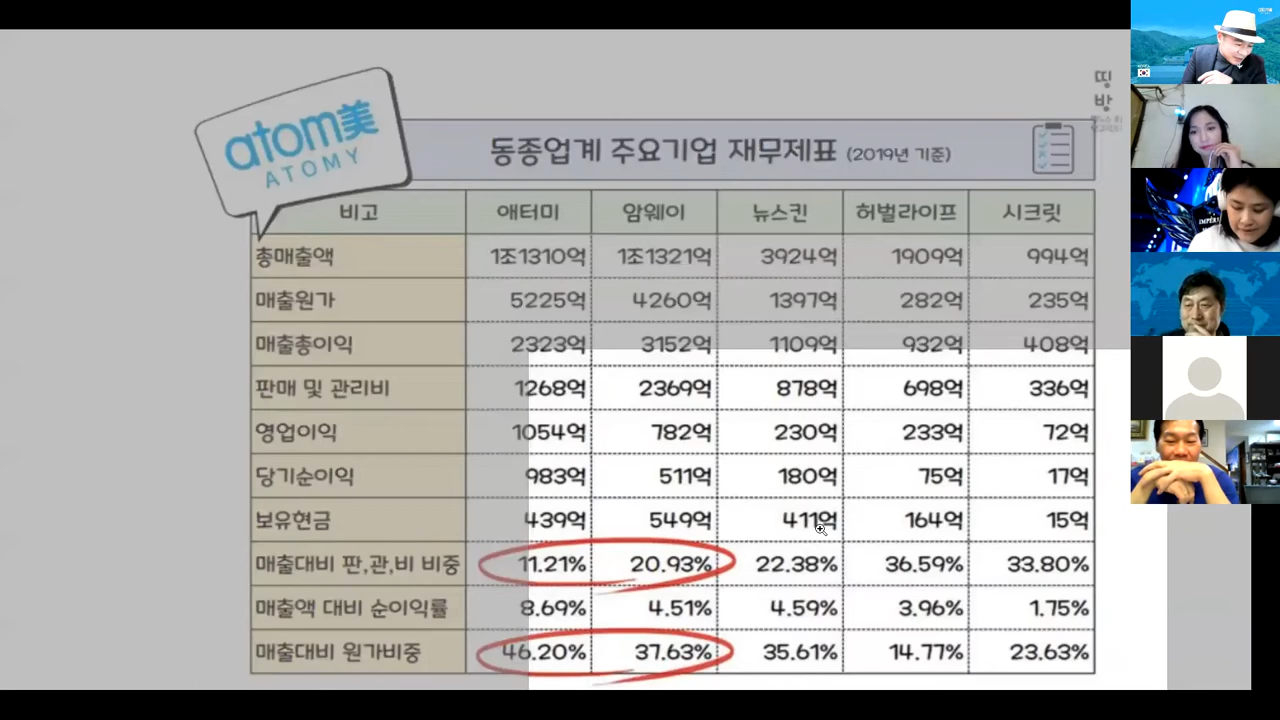 atom美
ATOMY
띵
방
동종업계 주요기업 재무제표 (2019년 기준)
비고 애터미 암웨이 뉴스킨 허벌라이프 시크릿
총매출액 1조1310억 1조1321억 3924억 1909억 994억
매출원가 5225억 4260억 1397억 282억 235억
매출총이익 2323억 3152억 1109억 932억 408억
판매 및 관리비 1268억 2369억 878억 698억 336억
영업이익 1054억 782억 230억 233억 72억
당기순이익 983억 511억 180억 75억 17억
보유현금 439억 549억 411억 164억 15억
매출대비 판,관,비 비중 11.21% 20.93% 22.38% 36.59% 33.80%
매출액 대비 순이익률 8.69% 4.51% 4.59% 3.96% 1.75%
매출대비 원가비중 46.20% 37.63% 35.61% 14.77% 23.63%